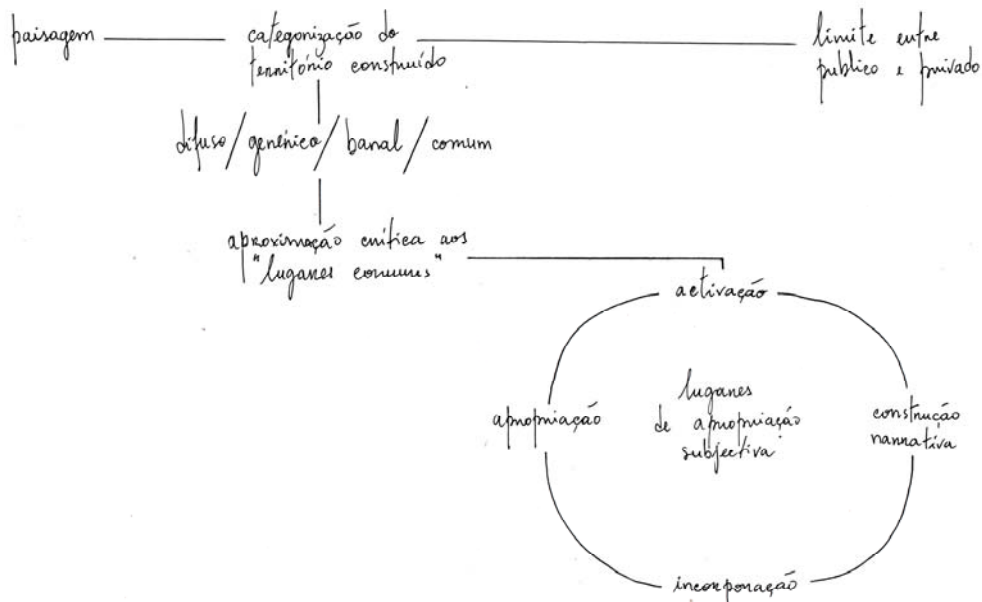 paisagem
categorização do
território construído
limite entre
publico e privado
difuso/genérico/banal/comum
aproximação crítica aos
"lugares comuns"
activação
apropriação
lugares
de apropriação
subjectiva
construção
narrativa
incorporação